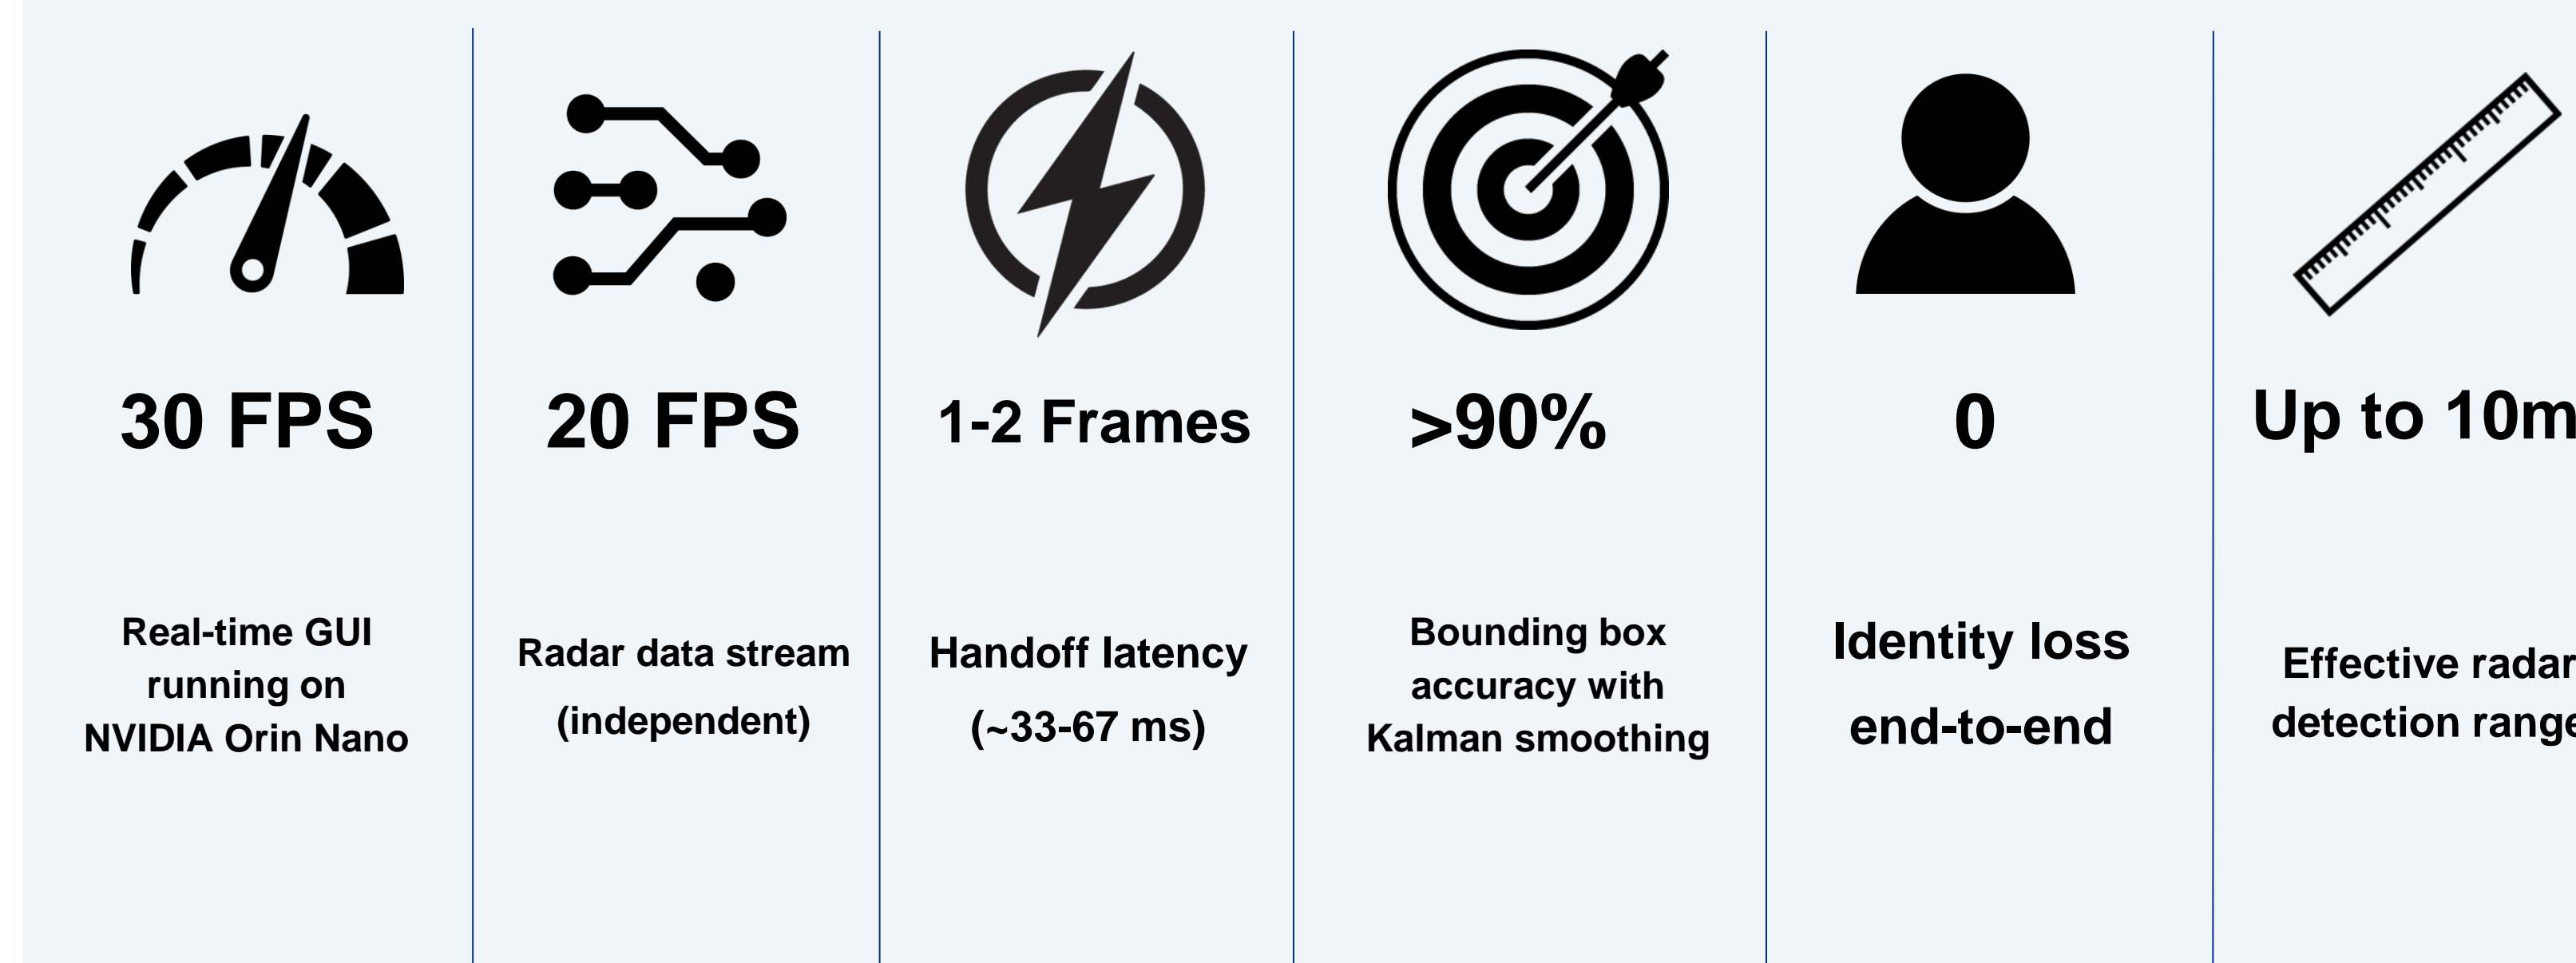 30 FPS
Real-time GUI
running on
NVIDIA Orin Nano
20 FPS
Radar data stream
(independent)
1-2 Frames
Handoff latency
(~33-67 ms)
>90%
Bounding box
accuracy with
Kalman smoothing
0
Identity loss
end-to-end
Up to 10m
Effective radar
detection range